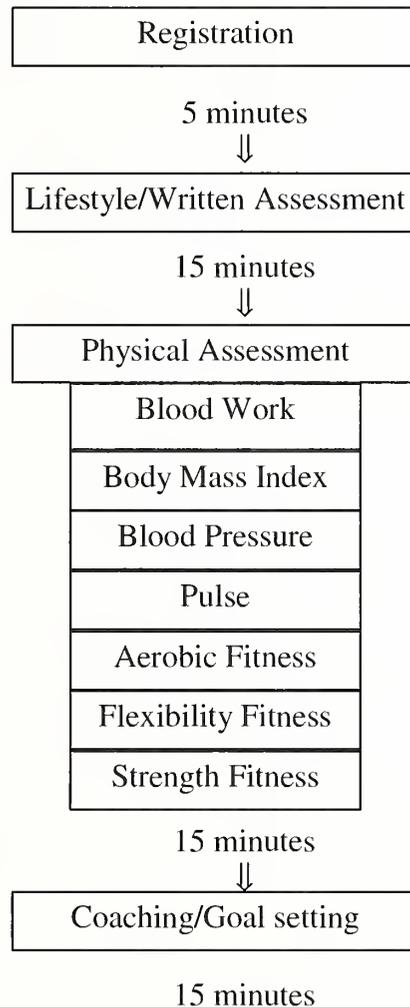 Registration
5 minutes
⇓
Lifestyle/Written Assessment
15 minutes
⇓
Physical Assessment
Blood Work
Body Mass Index
Blood Pressure
Pulse
Aerobic Fitness
Flexibility Fitness
Strength Fitness
15 minutes
⇓
Coaching/Goal setting
15 minutes